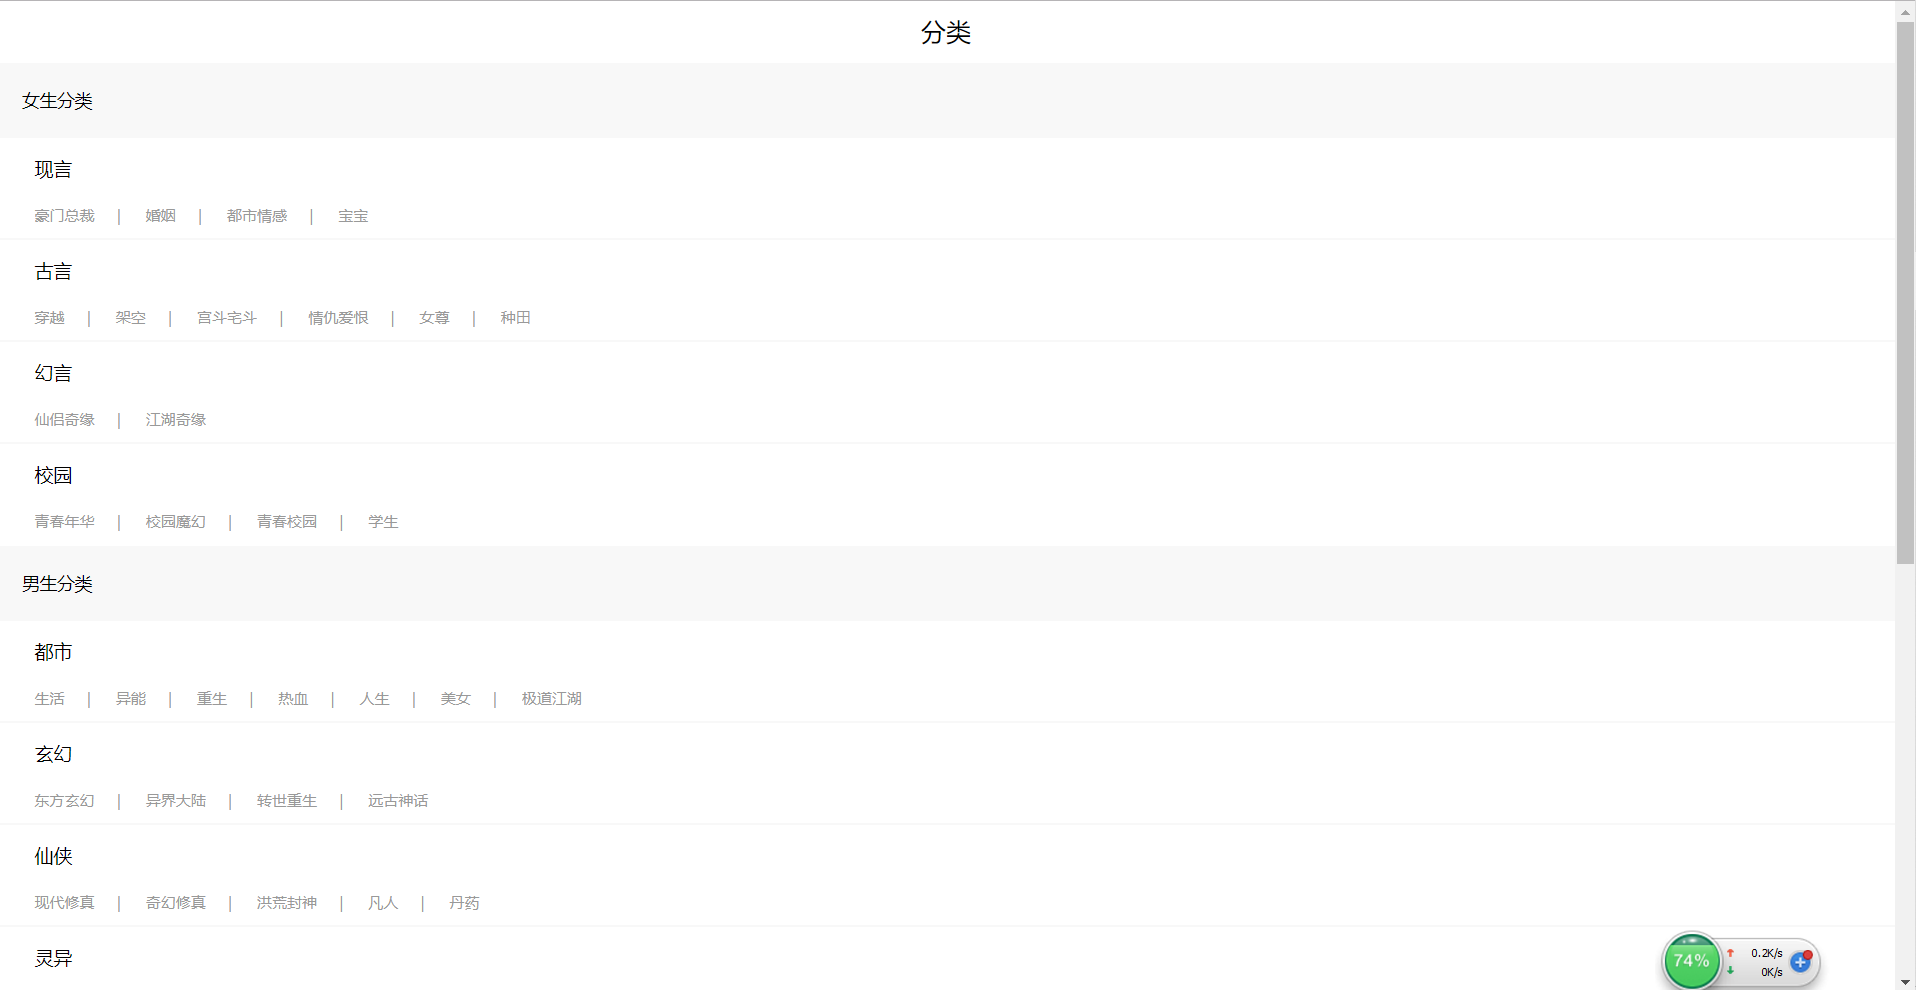 分类
女生分类
现言
豪门总裁 | 婚姻 | 都市情感 | 宝宝
古言
穿越 | 架空 | 宫斗宅斗 | 情仇爱恨 | 女尊 | 种田
幻言
仙侣奇缘 | 江湖奇缘
校园
青春年华 | 校园魔幻 | 青春校园 | 学生
男生分类
都市
生活 | 异能 | 重生 | 热血 | 人生 | 美女 | 极道江湖
玄幻
东方玄幻 | 异界大陆 | 转世重生 | 远古神话
仙侠
现代修真 | 奇幻修真 | 洪荒封神 | 凡人 | 丹药
灵异
74%
0.2K/s
0K/s